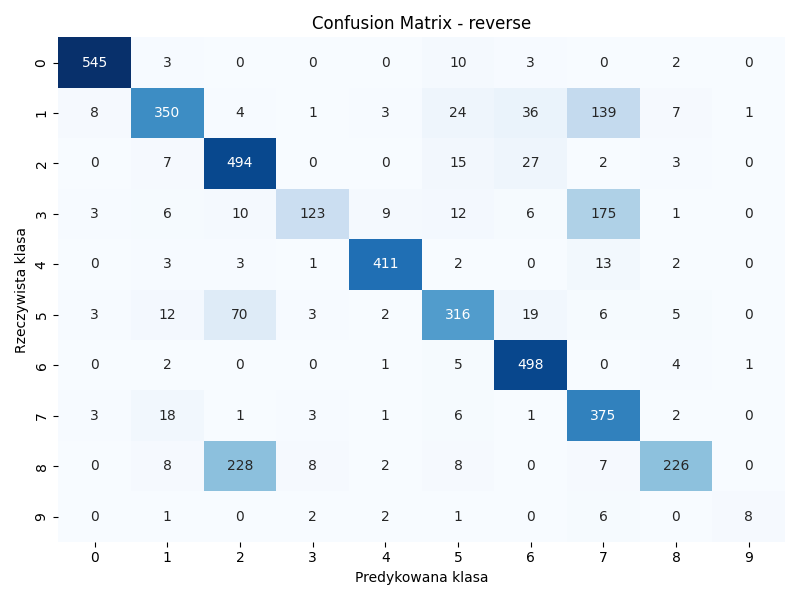 Confusion Matrix - reverse
Rzeczywista klasa
0 545 3 0 0 0 10 3 0 2 0
1 8 350 4 1 3 24 36 139 7 1
2 0 7 494 0 0 15 27 2 3 0
3 3 6 10 123 9 12 6 175 1 0
4 0 3 3 1 411 2 0 13 2 0
5 3 12 70 3 2 316 19 6 5 0
6 0 2 0 0 1 5 498 0 4 1
7 3 18 1 3 1 6 1 375 2 0
8 0 8 228 8 2 8 0 7 226 0
9 0 1 0 2 2 1 0 6 0 8
0 1 2 3 4 5 6 7 8 9
Predykowana klasa